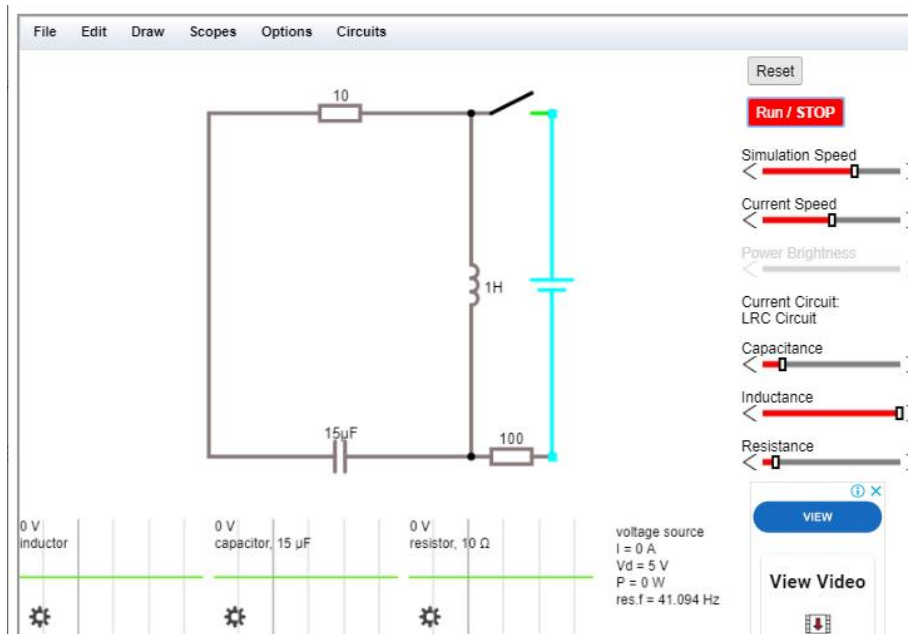 File Edit Draw Scopes Options Circuits
Reset
Run / STOP
Simulation Speed
Current Speed
Power Brightness
Current Circuit:
LRC Circuit
Capacitance
Inductance
Resistance
10
1H
15µF
100
0 V
inductor
0 V
capacitor, 15 µF
0 V
resistor, 10 Ω
voltage source
I = 0 A
Vd = 5 V
P = 0 W
res.f = 41.094 Hz
VIEW
View Video